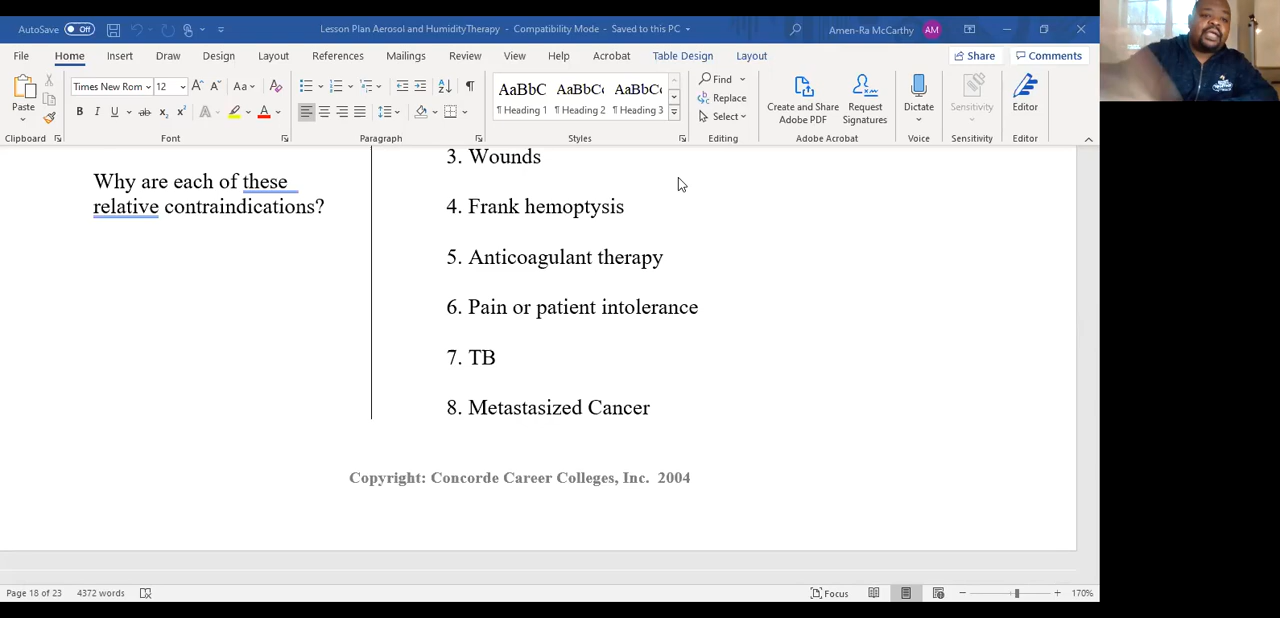 AutoSave Off
Lesson Plan Aerosol and HumidityTherapy - Compatibility Mode - Saved to this PC
Amen-Ra McCarthy AM
File Home Insert Draw Design Layout References Mailings Review View Help Acrobat Table Design Layout
Share Comments
Paste
Times New Rom 12
AaBbC AaBbCc AaBbCc
¶ Heading 1 ¶ Heading 2 ¶ Heading 3
Find
Replace
Select
Create and Share
Adobe PDF
Request
Signatures
Dictate
Sensitivity
Editor
Clipboard Font Paragraph Styles Editing Adobe Acrobat Voice Sensitivity Editor
Why are each of these
relative contraindications?
3. Wounds
4. Frank hemoptysis
5. Anticoagulant therapy
6. Pain or patient intolerance
7. TB
8. Metastasized Cancer
Copyright: Concorde Career Colleges, Inc. 2004
Page 18 of 23 4372 words
Focus
170%